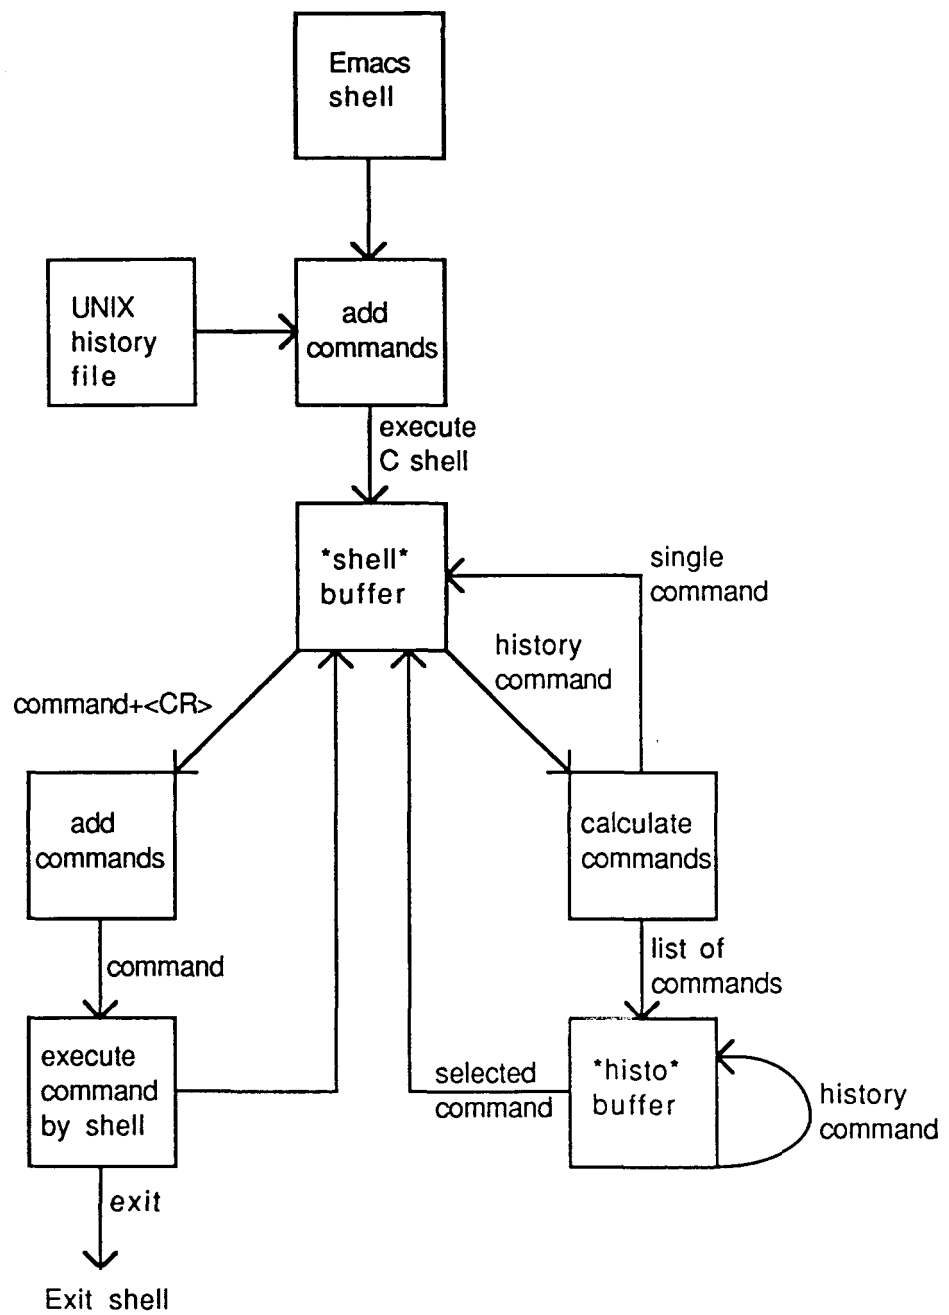 Emacs
shell
UNIX
history
file
add
commands
execute
C shell
*shell*
buffer
single
command
history
command
command+<CR>
add
commands
calculate
commands
command
list of
commands
execute
command
by shell
selected
command
*histo*
buffer
history
command
exit
Exit shell